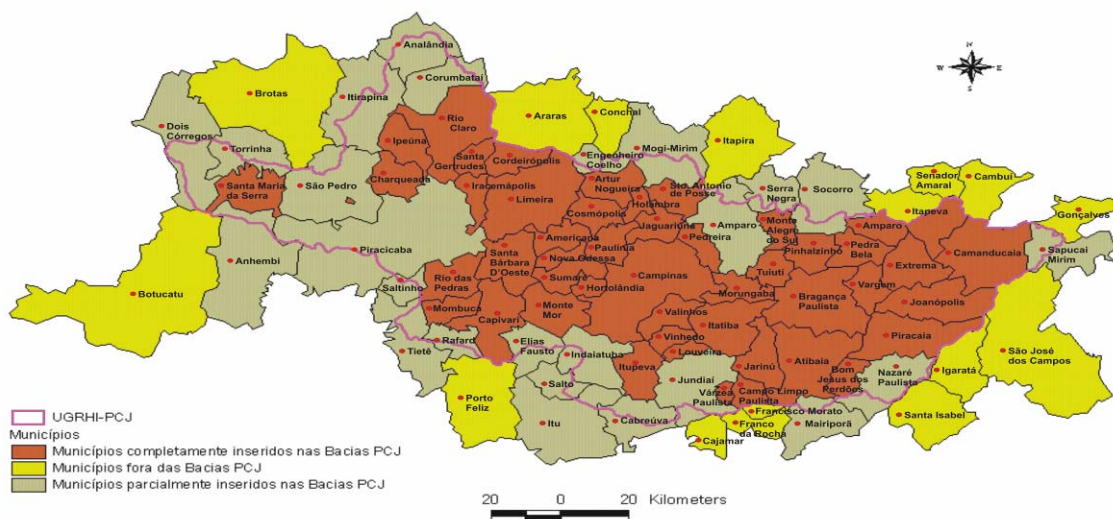 Analândia
N
W E
S
Corumbataí
Brotas
Itirapina
Araras
Conchal
Rio
Claro
Itapira
Dois
Córregos
Torrinha
Ipeúna
Engenheiro
Coelho
Mogi-Mirim
Santa
Gertrudes
Cordeirópolis
Senador
Amaral
Cambuí
Charqueada
Artur
Nogueira
Sto. Antonio
de Posse
Serra
Negra
Socorro
Santa Maria
da Serra
São Pedro
Iracemápolis
Limeira
Holambra
Itapeva
Gonçalves
Cosmópolis
Jaguariúna
Amparo
Monte
Alegre
do Sul
Amparo
Piracicaba
Americana
Paulínia
Pedreira
Pinhalzinho
Pedra
Bela
Camanducaia
Sapucai
Mirim
Santa
Bárbara
D'Oeste
Nova Odessa
Anhembi
Rio das
Pedras
Sumaré
Campinas
Tuiuti
Extrema
Saltinho
Hortolândia
Vargem
Botucatu
Morungaba
Bragança
Paulista
Joanópolis
Mombuca
Capivari
Monte
Mor
Valinhos
Itatiba
Rafard
Elias
Fausto
Vinhedo
Piracaia
Tietê
Indaiatuba
Louveira
São José
dos Campos
Itupeva
Jarinú
Atibaia
Bom
Jesus dos
Perdões
Nazaré
Paulista
Igaratá
Salto
Jundiaí
Várzea
Paulista
Campo Limpo
Paulista
Porto
Feliz
Francisco Morato
Santa Isabel
Itu
Cabreúva
Franco
da Rocha
Mairiporã
Cajamar
UGRHI-PCJ
Municípios
Municípios completamente inseridos nas Bacias PCJ
Municípios fora das Bacias PCJ
Municípios parcialmente inseridos nas Bacias PCJ
20 0 20 Kilometers